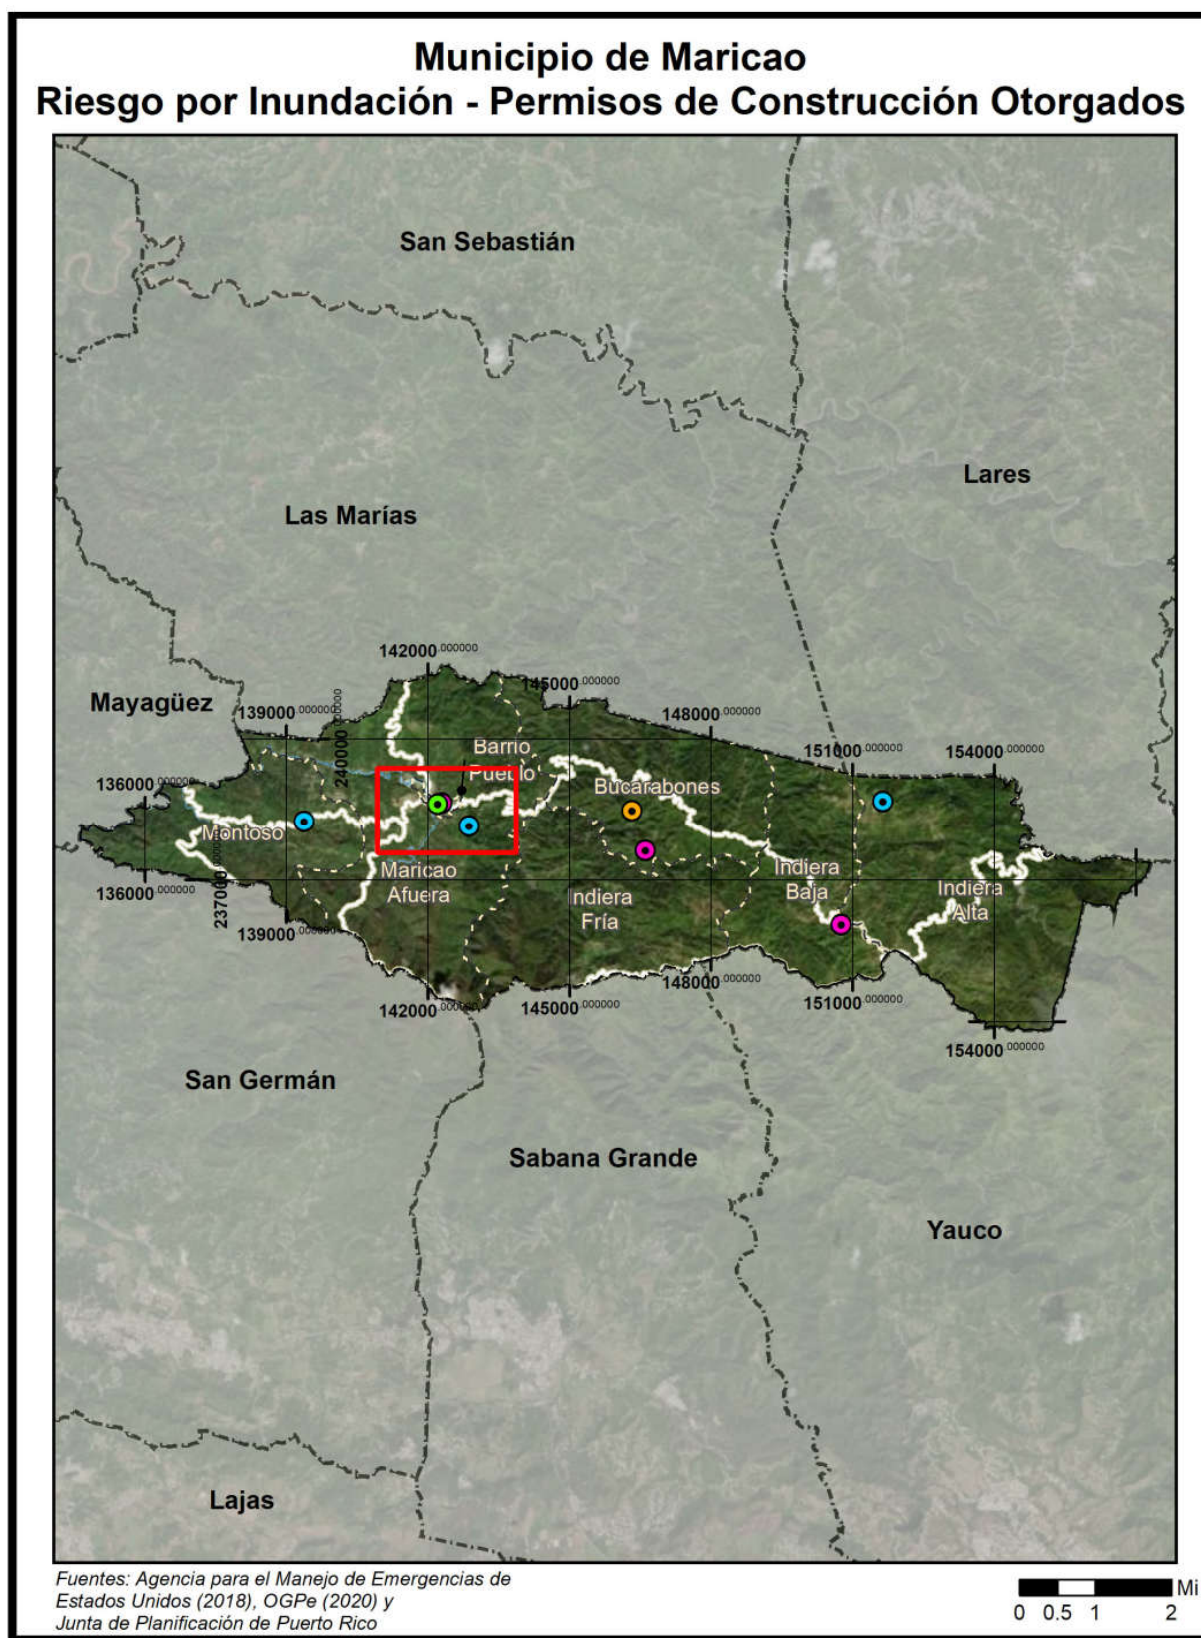 Municipio de Maricao
Riesgo por Inundación - Permisos de Construcción Otorgados
San Sebastián
Lares
Las Marías
142000.000000
145000.000000
Mayagüez
139000.000000
240000.000000
148000.000000
151000.000000
154000.000000
136000.000000
Barrio
Pueblo
Bucarabones
Montoso
237000.000000
136000.000000
Maricao
Afuera
Indiera
Fría
Indiera
Baja
Indiera
Alta
139000.000000
142000.000000
145000.000000
148000.000000
151000.000000
154000.000000
San Germán
Sabana Grande
Yauco
Lajas
Fuentes: Agencia para el Manejo de Emergencias de
Estados Unidos (2018), OGPe (2020) y
Junta de Planificación de Puerto Rico
Mi
0 0.5 1 2